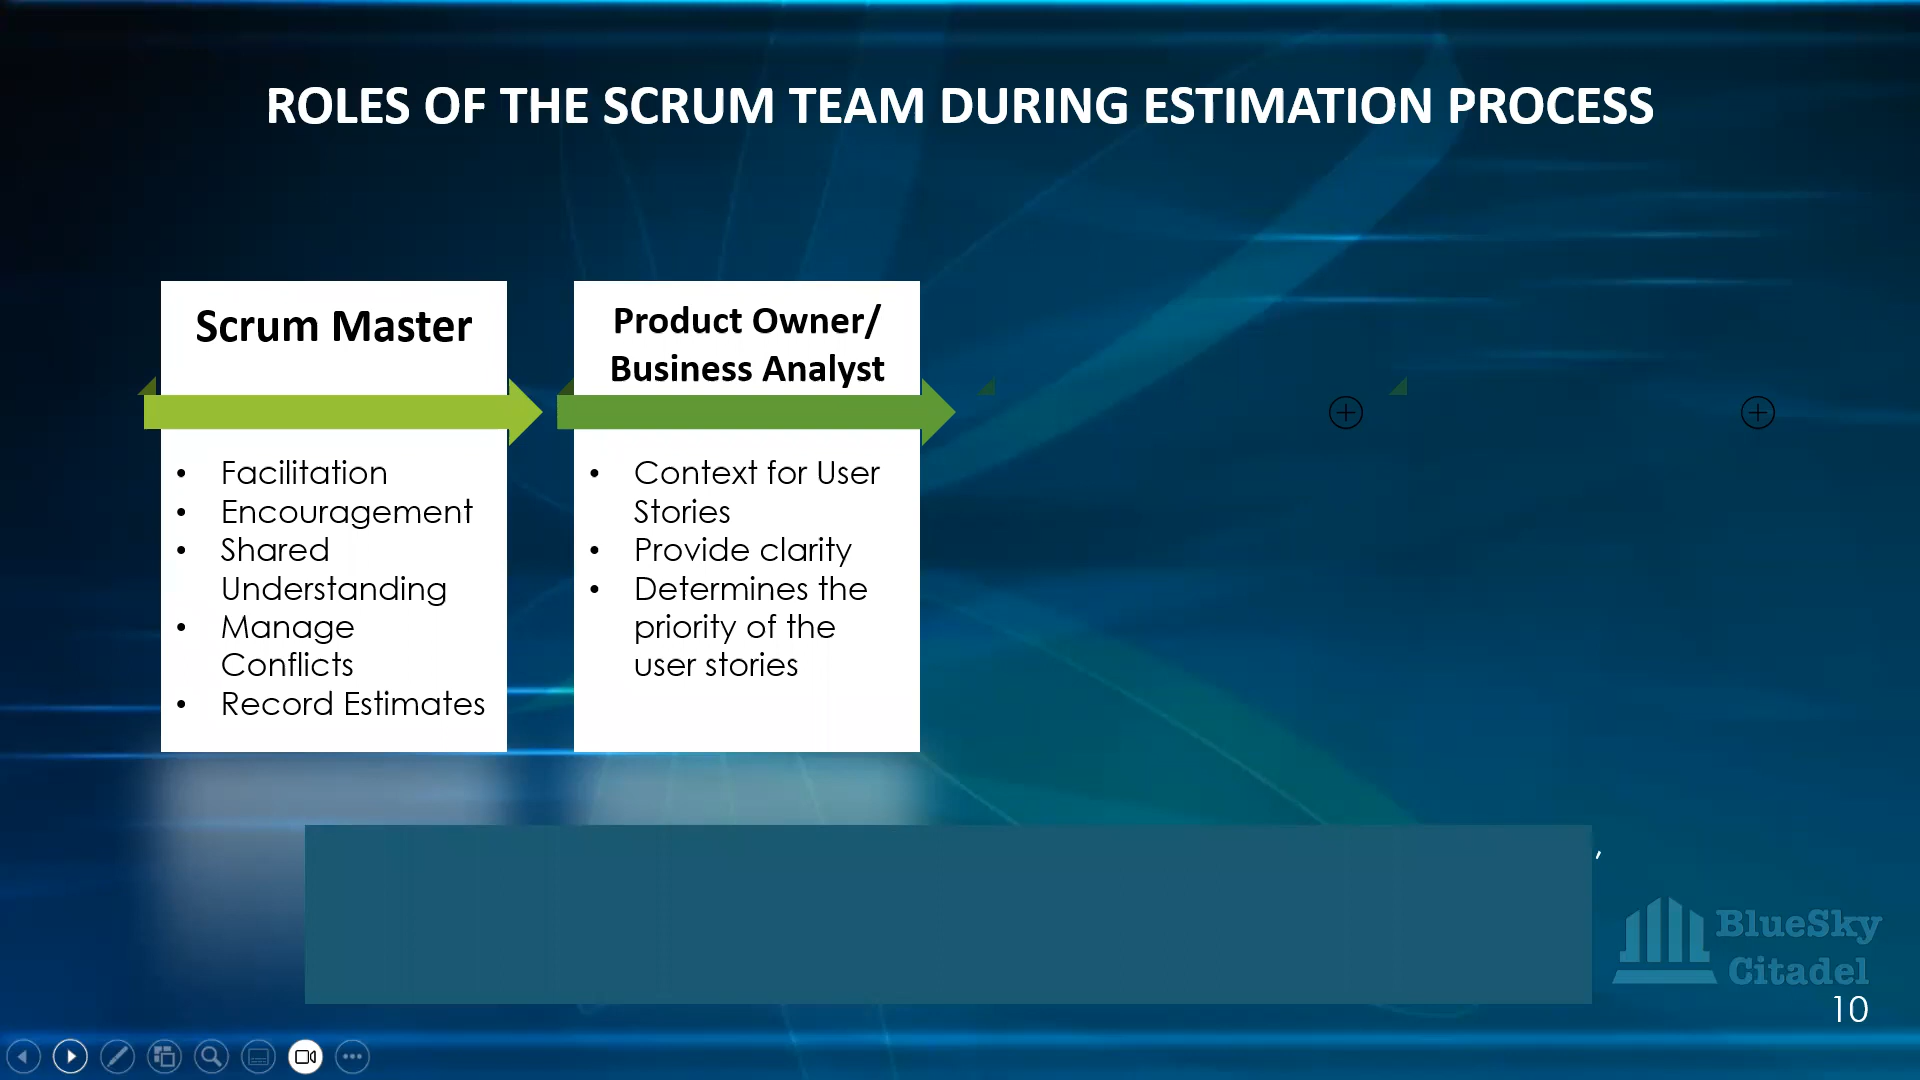 ROLES OF THE SCRUM TEAM DURING ESTIMATION PROCESS
Scrum Master
• Facilitation
• Encouragement
• Shared
Understanding
• Manage
Conflicts
• Record Estimates
Product Owner/
Business Analyst
• Context for User
Stories
• Provide clarity
• Determines the
priority of the
user stories
,
BlueSky
Citadel
10